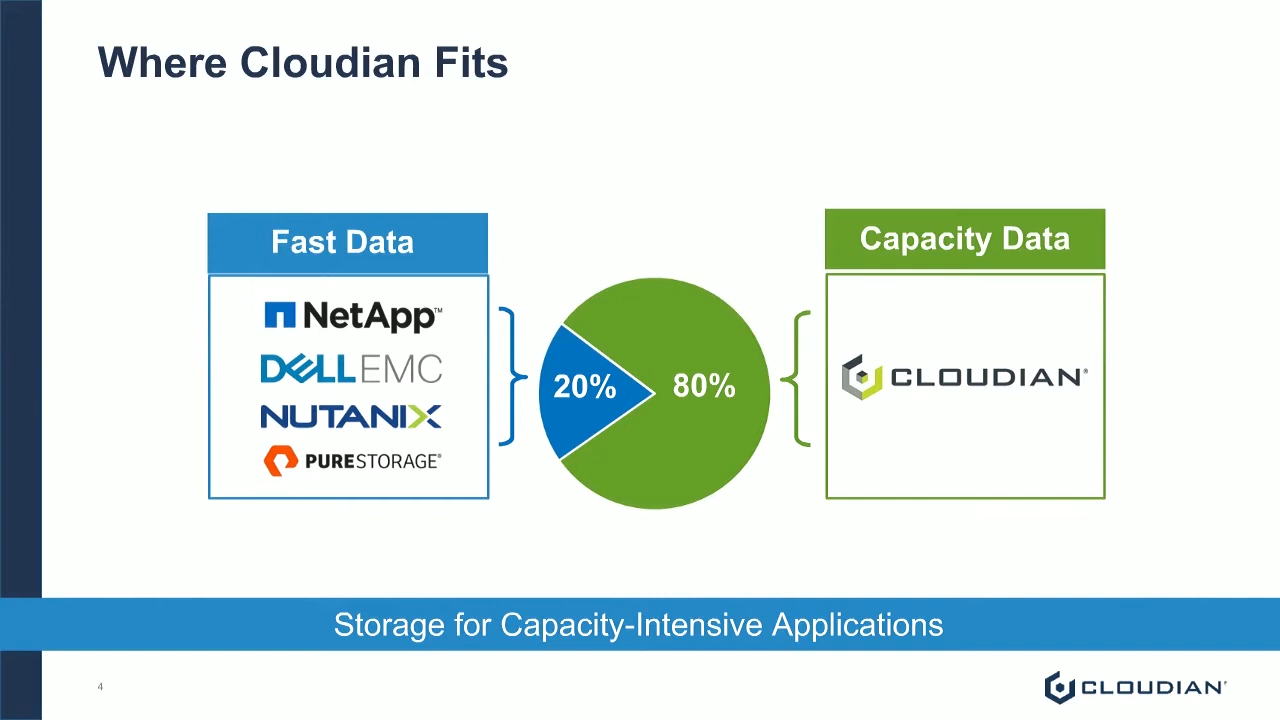 Where Cloudian Fits
Fast Data
NetApp™
DELLEMC
NUTANIX
PURESTORAGE®
20%
80%
Capacity Data
CLOUDIAN®
Storage for Capacity-Intensive Applications
4
CLOUDIAN®